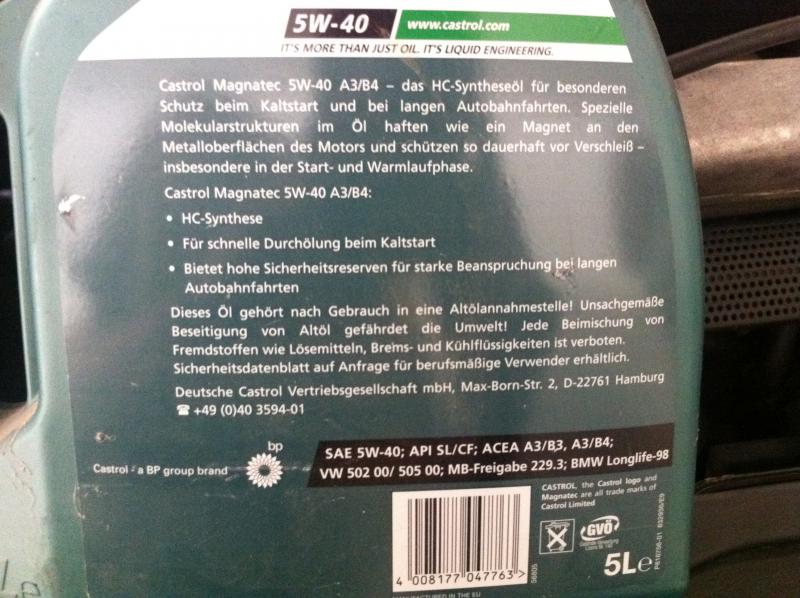 5W-40 www.castrol.com
IT'S MORE THAN JUST OIL. IT'S LIQUID ENGINEERING.
Castrol Magnatec 5W-40 A3/B4 – das HC-Syntheseöl für besonderen
Schutz beim Kaltstart und bei langen Autobahnfahrten. Spezielle
Molekularstrukturen im Öl haften wie ein Magnet an den
Metalloberflächen des Motors und schützen so dauerhaft vor Verschleiß –
insbesondere in der Start- und Warmlaufphase.
Castrol Magnatec 5W-40 A3/B4:
• HC-Synthese
• Für schnelle Durchölung beim Kaltstart
• Bietet hohe Sicherheitsreserven für starke Beanspruchung bei langen
Autobahnfahrten
Dieses Öl gehört nach Gebrauch in eine Altölannahmestelle! Unsachgemäße
Beseitigung von Altöl gefährdet die Umwelt! Jede Beimischung von
Fremdstoffen wie Lösemitteln, Brems- und Kühlflüssigkeiten ist verboten.
Sicherheitsdatenblatt auf Anfrage für berufsmäßige Verwender erhältlich.
Deutsche Castrol Vertriebsgesellschaft mbH, Max-Born-Str. 2, D-22761 Hamburg
☎ +49 (0)40 3594-01
bp
Castrol - a BP group brand
SAE 5W-40; API SL/CF; ACEA A3/B3, A3/B4;
VW 502 00/ 505 00; MB-Freigabe 229.3; BMW Longlife-98
CASTROL, the Castrol logo and
Magnatec are all trade marks of
Castrol Limited
GVÖ
5L e
4 008177 047763 >
MANUFACTURED IN THE EU